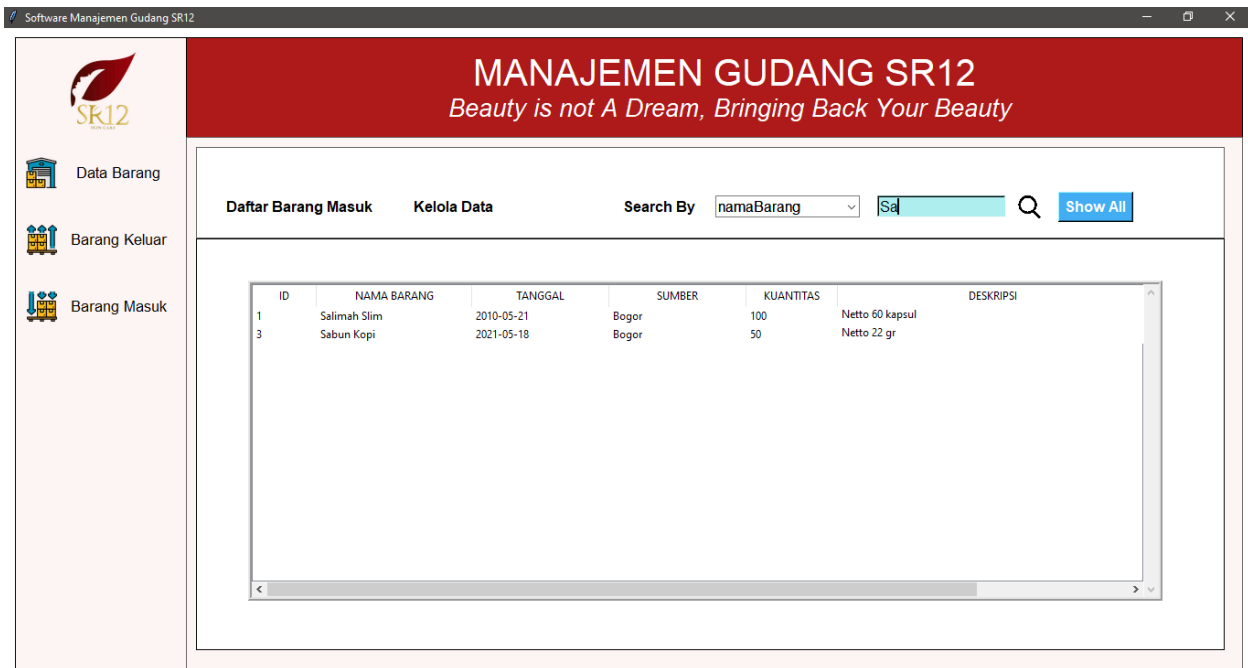 Software Manajemen Gudang SR12
SR12
SKIN CARE
MANAJEMEN GUDANG SR12
Beauty is not A Dream, Bringing Back Your Beauty
Data Barang
Barang Keluar
Barang Masuk
Daftar Barang Masuk Kelola Data Search By namaBarang Sa Show All
ID NAMA BARANG TANGGAL SUMBER KUANTITAS DESKRIPSI
1 Salimah Slim 2010-05-21 Bogor 100 Netto 60 kapsul
3 Sabun Kopi 2021-05-18 Bogor 50 Netto 22 gr